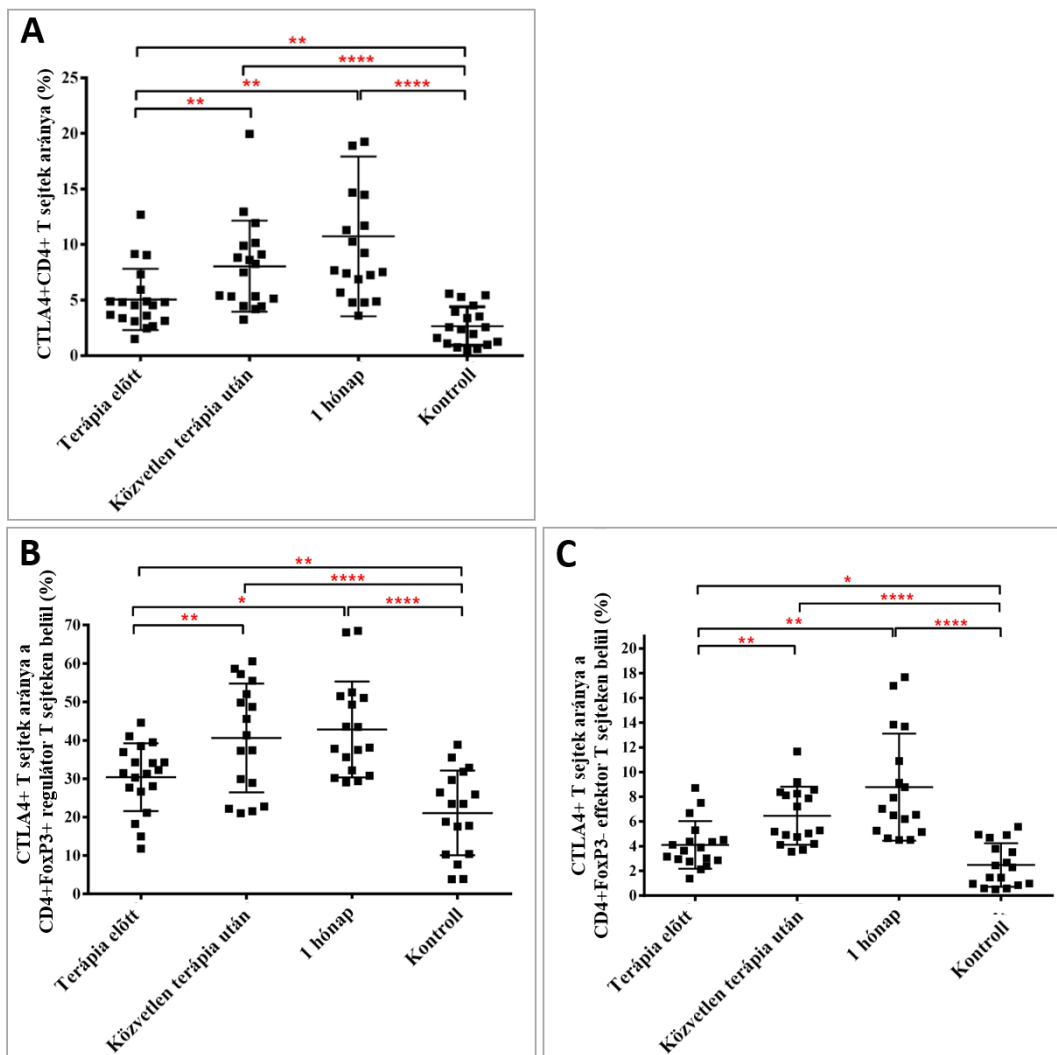 A
**
****
**
****
**
CTLA4+CD4+ T sejtek aránya (%)
25
20
15
10
5
0
Terápia előtt
Közvetlen terápia után
1 hónap
Kontroll
B
**
****
*
****
**
CTLA4+ T sejtek aránya a
CD4+FoxP3+ regulátor T sejteken belül (%)
70
60
50
40
30
20
10
0
Terápia előtt
Közvetlen terápia után
1 hónap
Kontroll
C
*
****
**
****
**
CTLA4+ T sejtek aránya a
CD4+FoxP3- effektor T sejteken belül (%)
20
18
16
14
12
10
8
6
4
2
0
Terápia előtt
Közvetlen terápia után
1 hónap
Kontroll